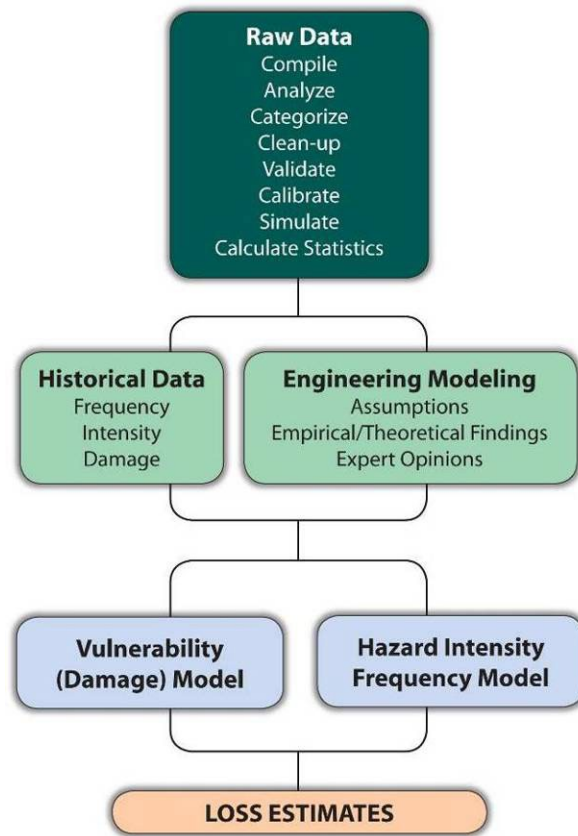 Raw Data
Compile
Analyze
Categorize
Clean-up
Validate
Calibrate
Simulate
Calculate Statistics
Historical Data
Frequency
Intensity
Damage
Engineering Modeling
Assumptions
Empirical/Theoretical Findings
Expert Opinions
Vulnerability
(Damage) Model
Hazard Intensity
Frequency Model
LOSS ESTIMATES